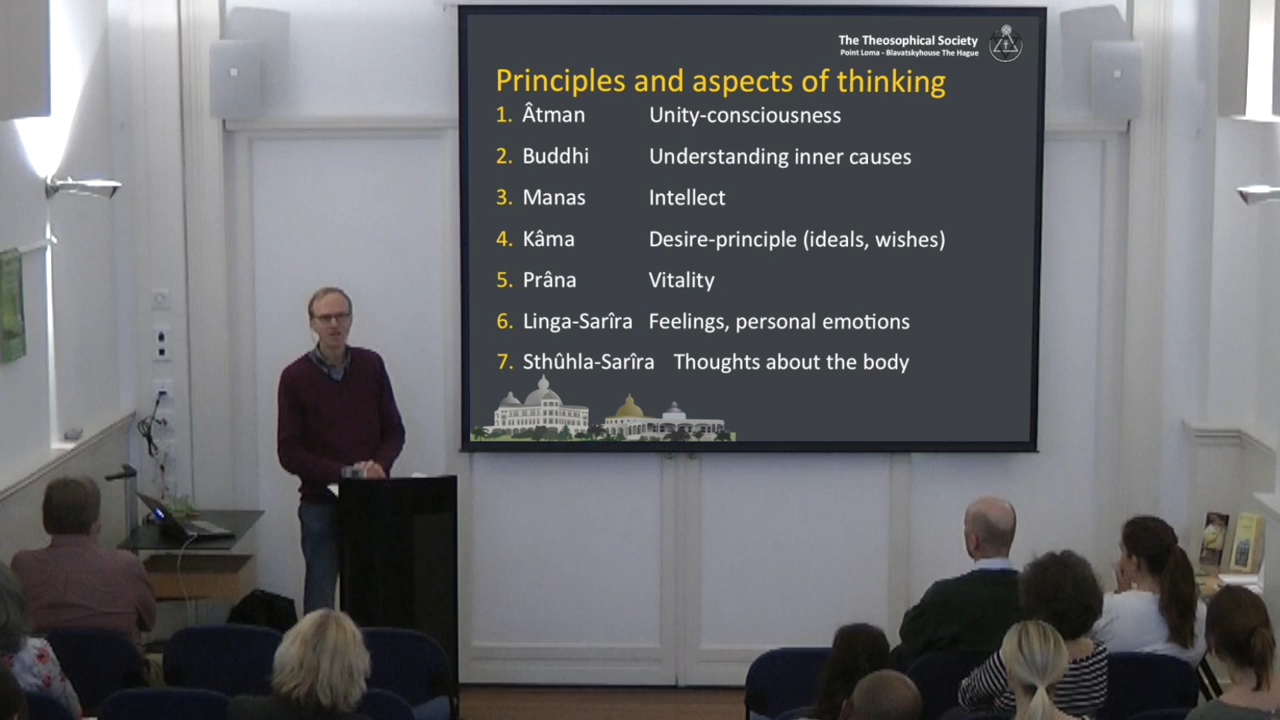 The Theosophical Society
Point Loma - Blavatskyhouse The Hague
Principles and aspects of thinking
1. Âtman Unity-consciousness
2. Buddhi Understanding inner causes
3. Manas Intellect
4. Kâma Desire-principle (ideals, wishes)
5. Prâna Vitality
6. Linga-Sarîra Feelings, personal emotions
7. Sthûhla-Sarîra Thoughts about the body